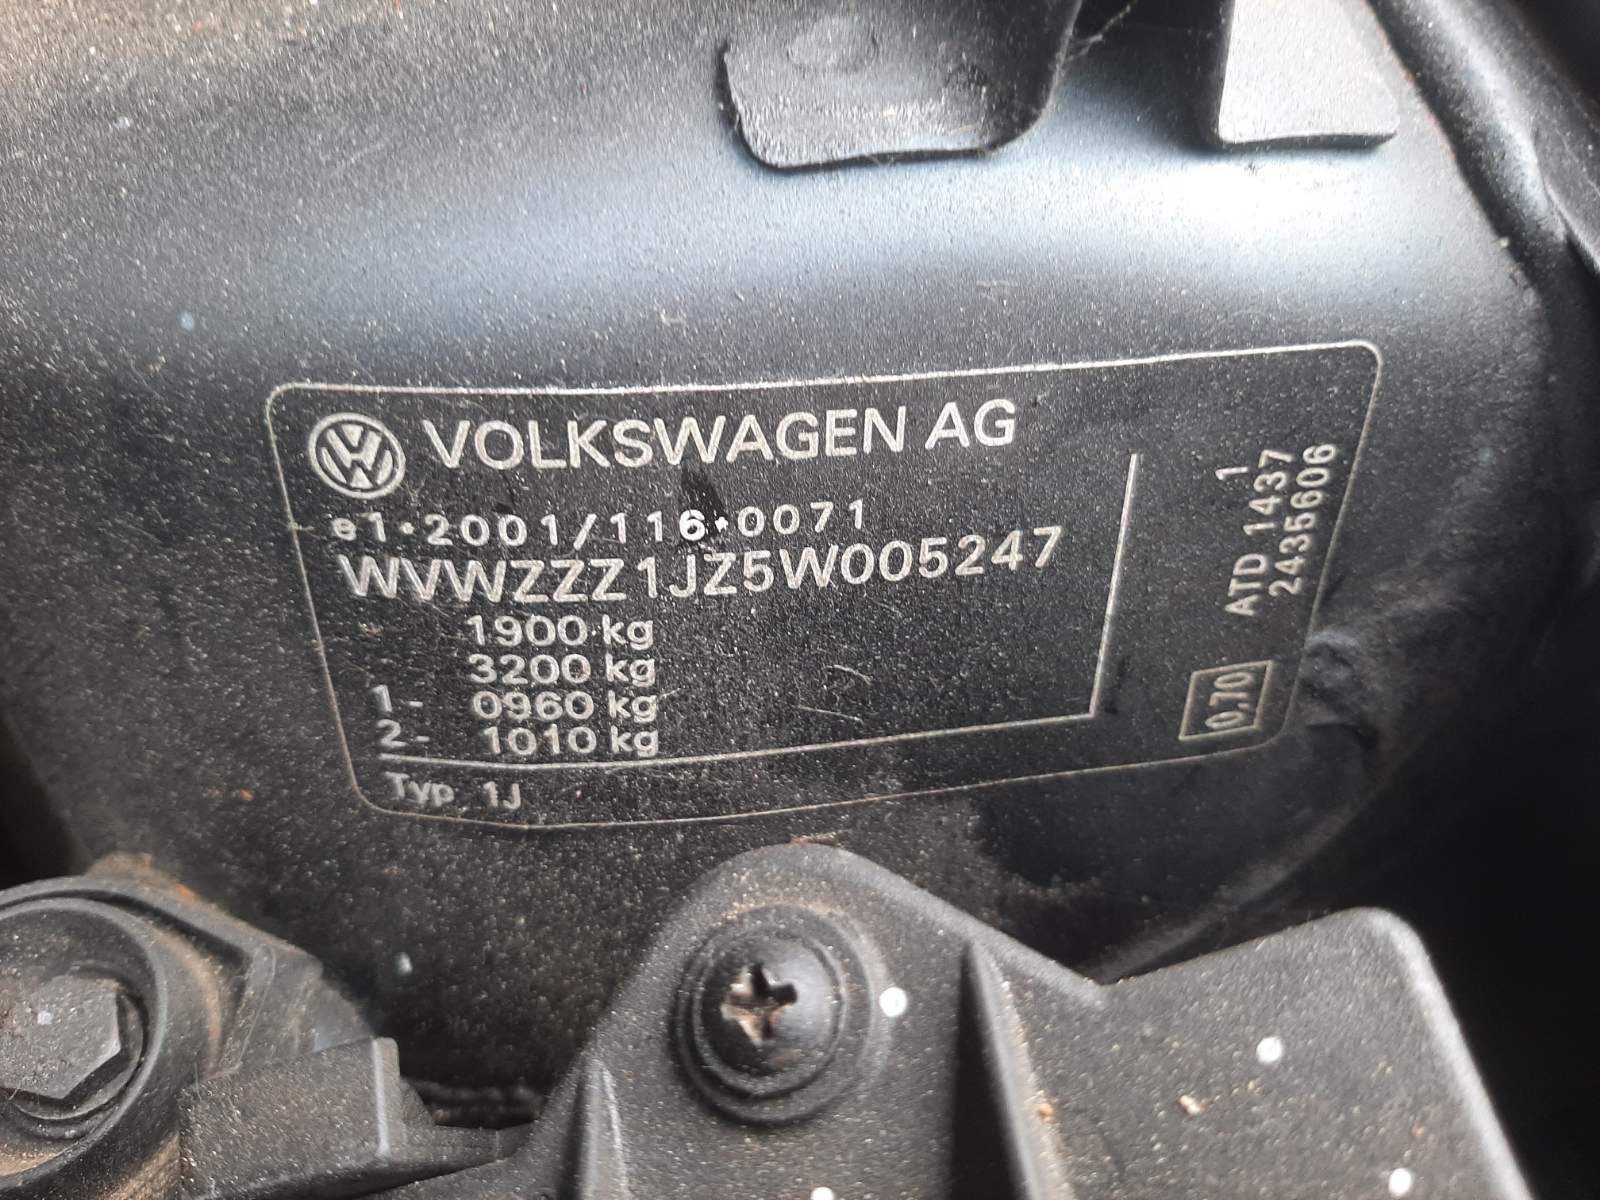 VOLKSWAGEN AG
e1*2001/116*0071
WVWZZZ1JZ5W005247
- 1900 kg
- 3200 kg
1- 0960 kg
2- 1010 kg
Typ 1J
1
ATD 1437
2435606
0,70